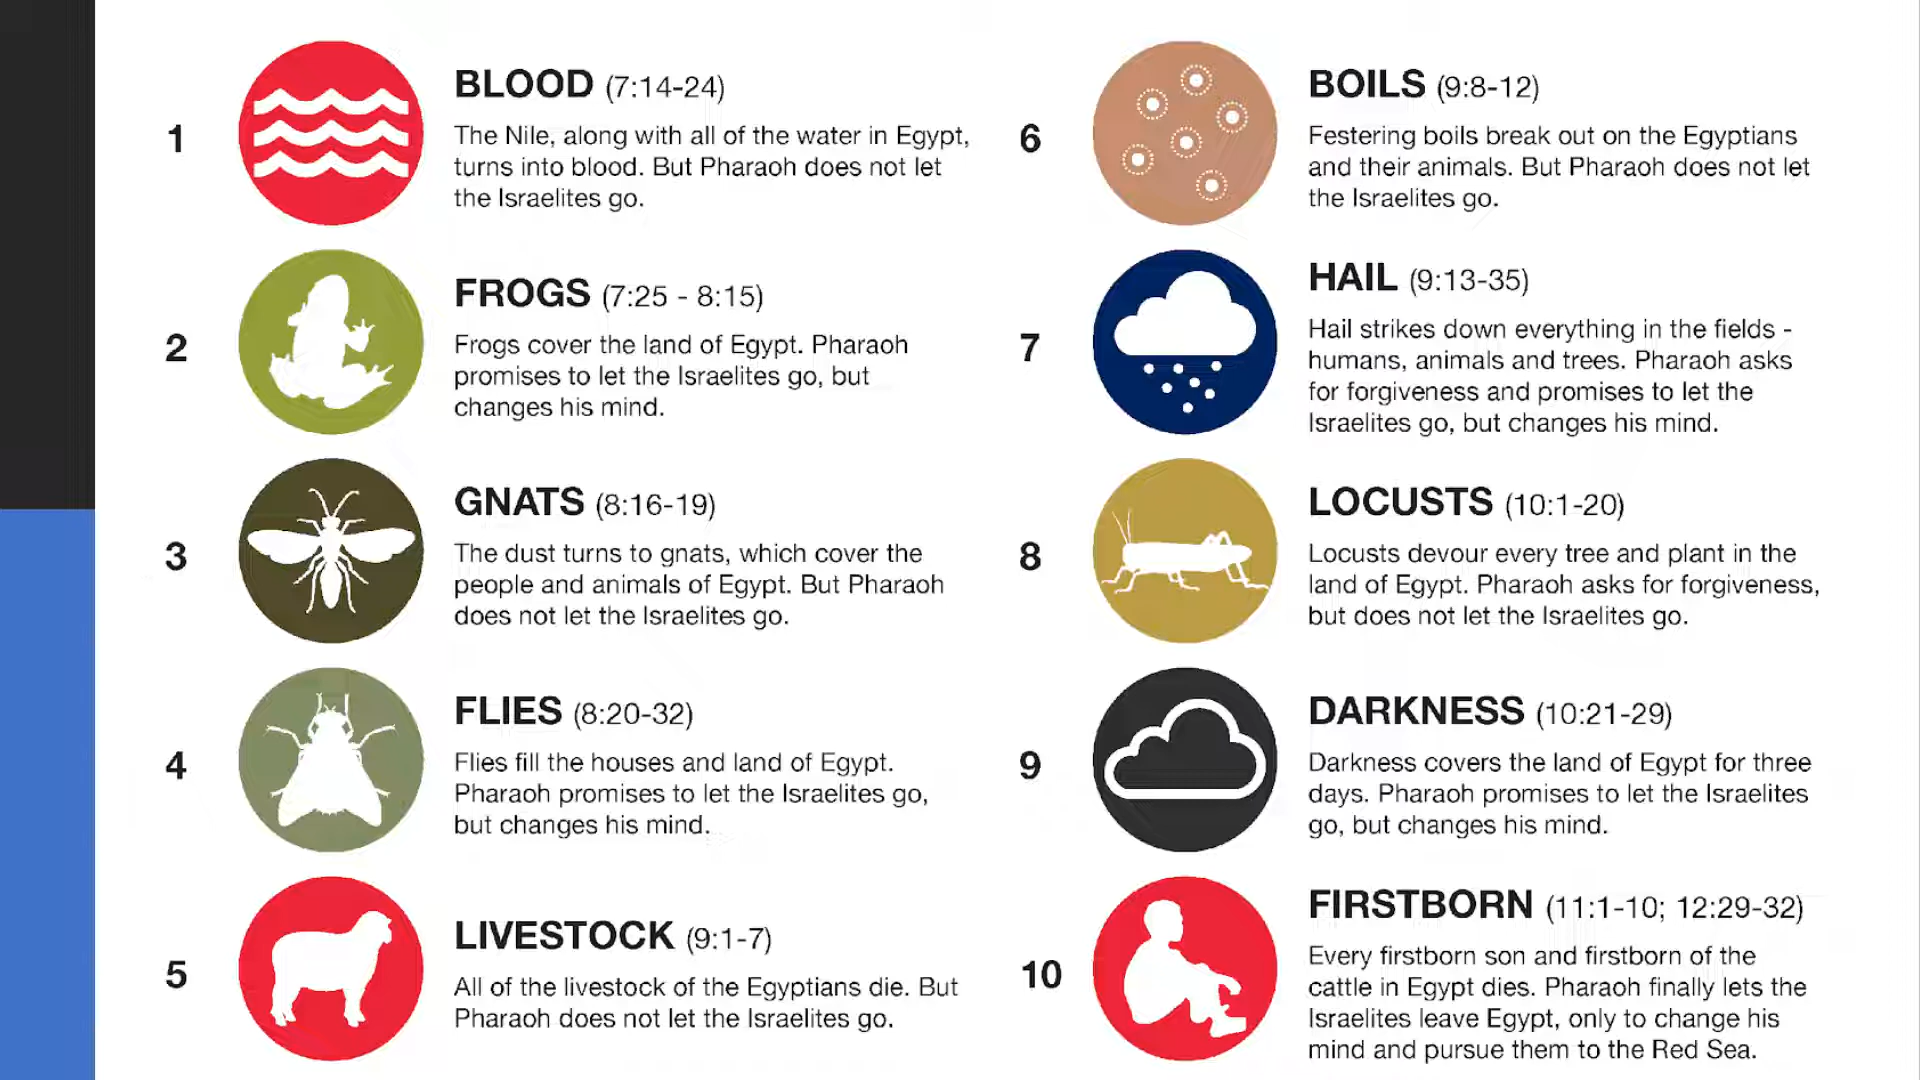 1
BLOOD (7:14-24)
The Nile, along with all of the water in Egypt,
turns into blood. But Pharaoh does not let
the Israelites go.
2
FROGS (7:25 - 8:15)
Frogs cover the land of Egypt. Pharaoh
promises to let the Israelites go, but
changes his mind.
3
GNATS (8:16-19)
The dust turns to gnats, which cover the
people and animals of Egypt. But Pharaoh
does not let the Israelites go.
4
FLIES (8:20-32)
Flies fill the houses and land of Egypt.
Pharaoh promises to let the Israelites go,
but changes his mind.
5
LIVESTOCK (9:1-7)
All of the livestock of the Egyptians die. But
Pharaoh does not let the Israelites go.
6
BOILS (9:8-12)
Festering boils break out on the Egyptians
and their animals. But Pharaoh does not let
the Israelites go.
7
HAIL (9:13-35)
Hail strikes down everything in the fields -
humans, animals and trees. Pharaoh asks
for forgiveness and promises to let the
Israelites go, but changes his mind.
8
LOCUSTS (10:1-20)
Locusts devour every tree and plant in the
land of Egypt. Pharaoh asks for forgiveness,
but does not let the Israelites go.
9
DARKNESS (10:21-29)
Darkness covers the land of Egypt for three
days. Pharaoh promises to let the Israelites
go, but changes his mind.
10
FIRSTBORN (11:1-10; 12:29-32)
Every firstborn son and firstborn of the
cattle in Egypt dies. Pharaoh finally lets the
Israelites leave Egypt, only to change his
mind and pursue them to the Red Sea.